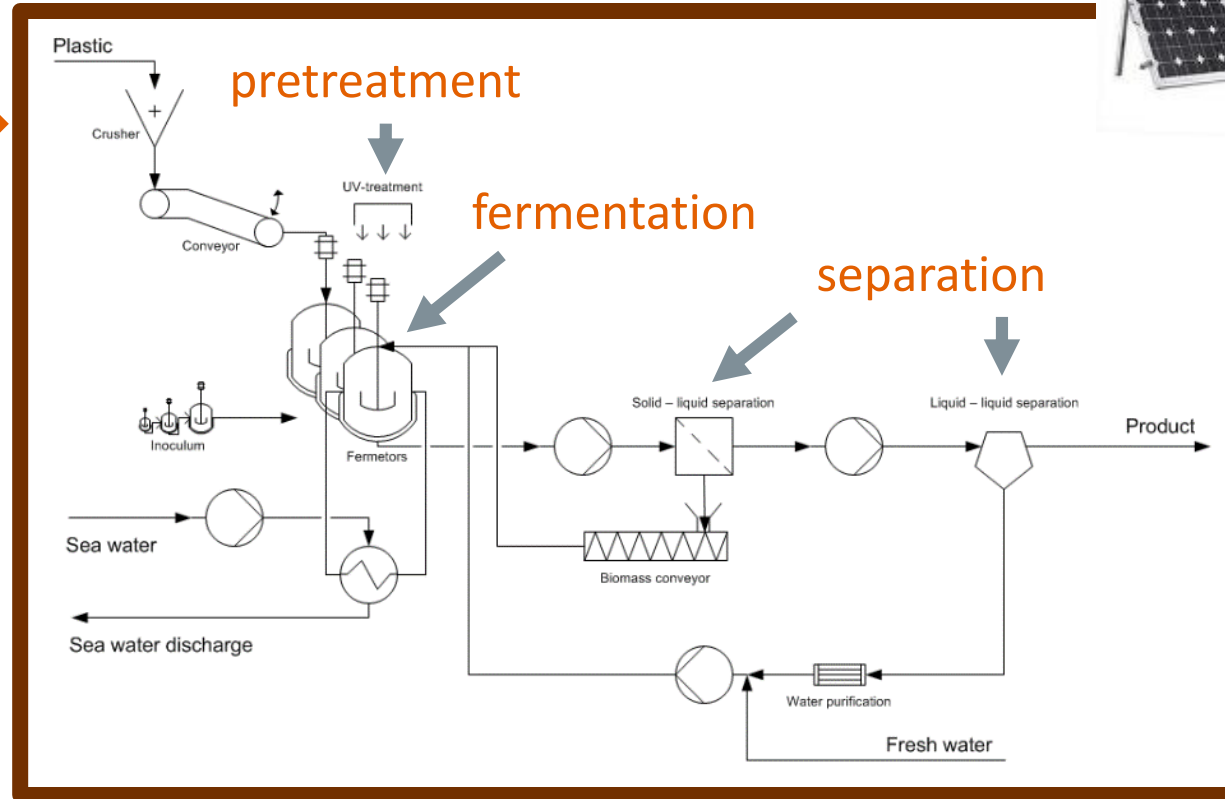 Plastic
pretreatment
Crusher
UV-treatment
fermentation
Conveyor
separation
Solid – liquid separation
Liquid – liquid separation
Product
Inoculum
Fermetors
Sea water
Biomass conveyor
Sea water discharge
Water purification
Fresh water